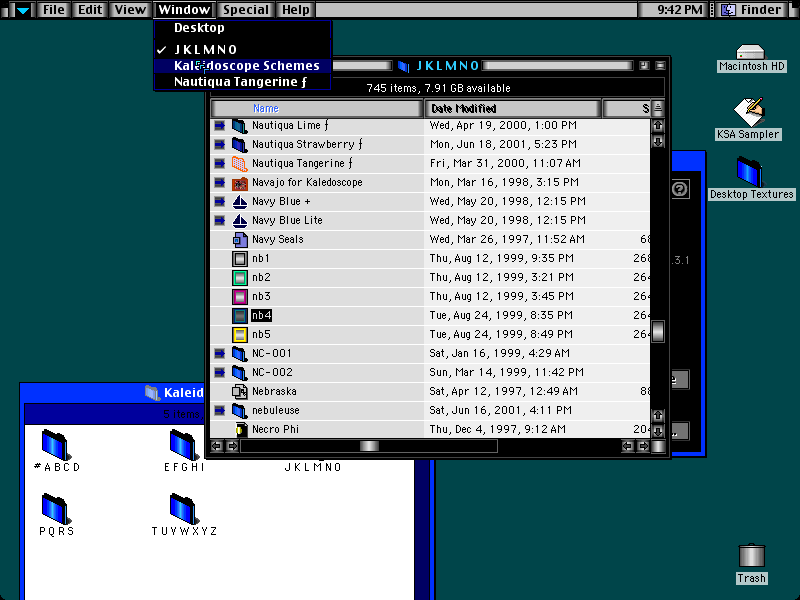 File Edit View Window Special Help 9:42 PM Finder
Desktop
✓ J K L M N O
Kaleidoscope Schemes
Nautiqua Tangerine ƒ
J K L M N O
745 items, 7.91 GB available
Name Date Modified S
Nautiqua Lime ƒ Wed, Apr 19, 2000, 1:00 PM
Nautiqua Strawberry ƒ Mon, Jun 18, 2001, 5:23 PM
Nautiqua Tangerine ƒ Fri, Mar 31, 2000, 11:07 AM
Navajo for Kaledoscope Mon, Mar 16, 1998, 3:15 PM
Navy Blue + Wed, May 20, 1998, 12:15 PM
Navy Blue Lite Wed, May 20, 1998, 12:15 PM
Navy Seals Wed, Mar 26, 1997, 11:52 AM 68
nb1 Thu, Aug 12, 1999, 9:35 PM 268
nb2 Thu, Aug 12, 1999, 3:21 PM 264
nb3 Thu, Aug 12, 1999, 3:45 PM 264
nb4 Tue, Aug 24, 1999, 8:35 PM 264
nb5 Tue, Aug 24, 1999, 8:49 PM 264
NC-001 Sat, Jan 16, 1999, 4:29 AM
NC-002 Sun, Mar 14, 1999, 11:42 PM
Nebraska Sat, Apr 12, 1997, 12:49 AM 88
nebuleuse Sat, Jun 16, 2001, 4:11 PM
Necro Phi Thu, Dec 4, 1997, 9:12 AM 204
Macintosh HD
KSA Sampler
Desktop Textures
.3.1
e
...
Kaleid
5 items,
# A B C D
E F G H I
J K L M N O
P Q R S
T U Y W X Y Z
Trash